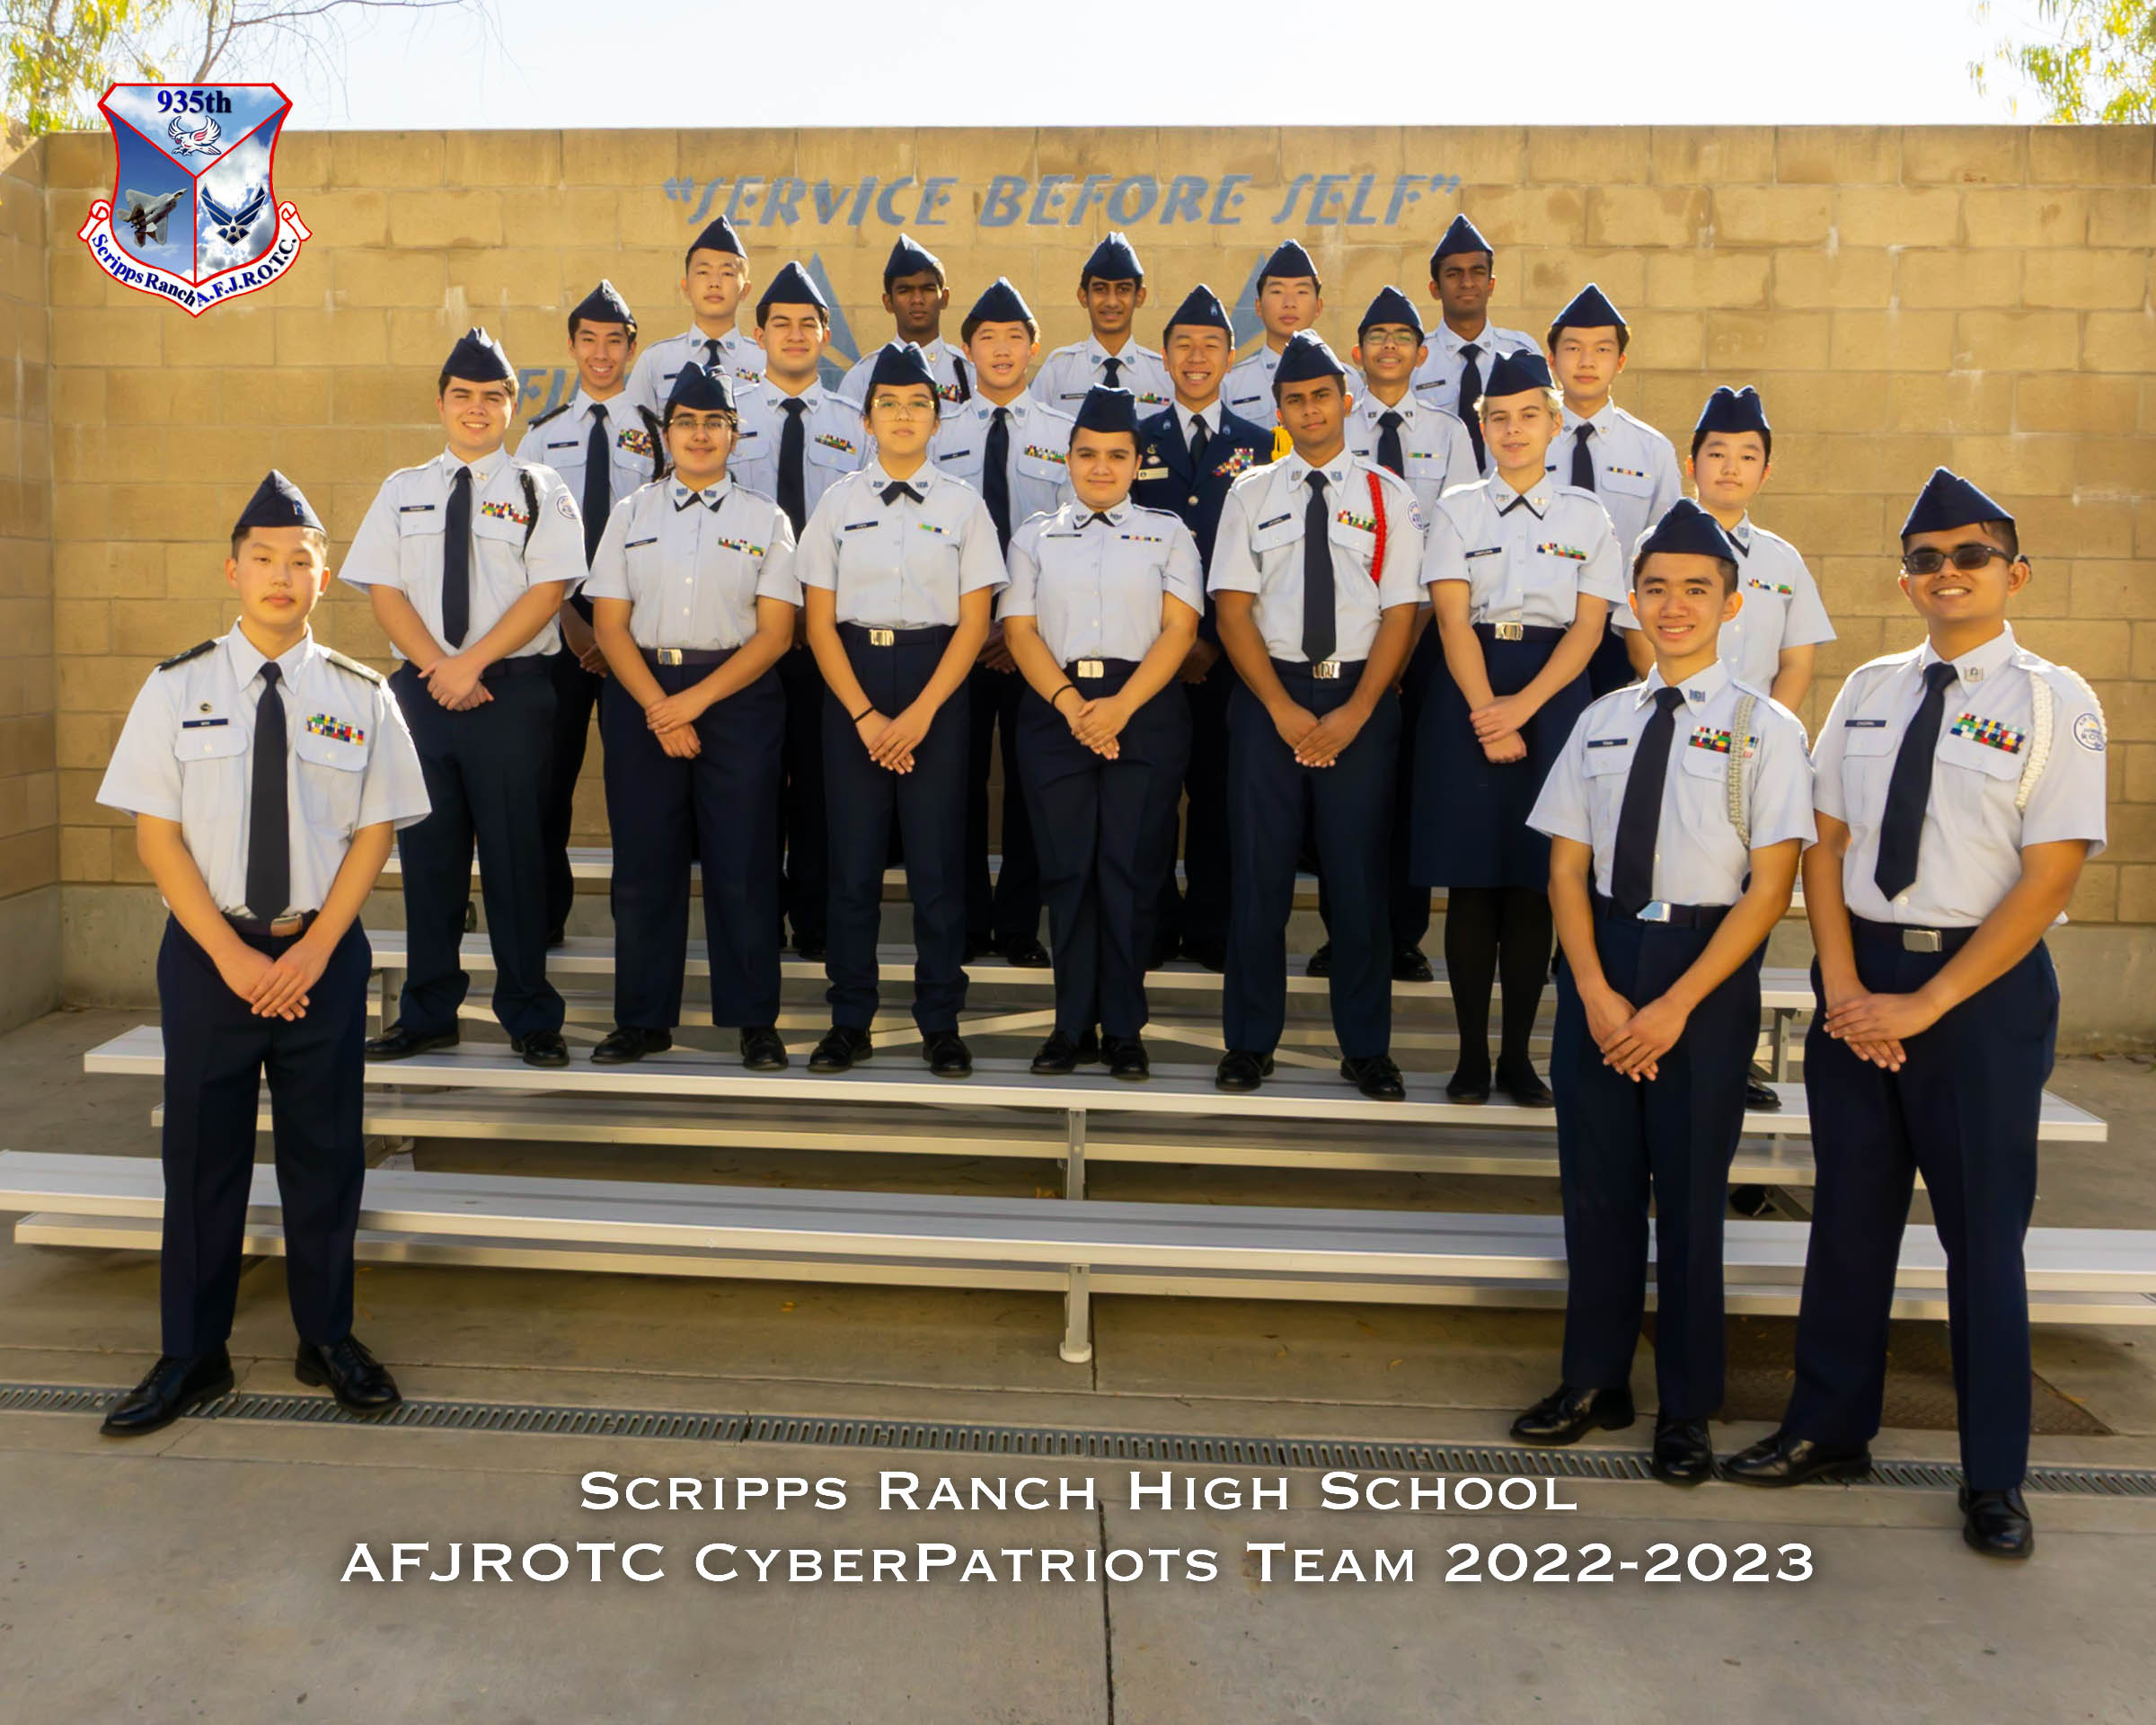 935th
Scripps Ranch A.F.J.R.O.T.C.
"SERVICE BEFORE SELF"
SCRIPPS RANCH HIGH SCHOOL
AFJROTC CYBERPATRIOTS TEAM 2022-2023